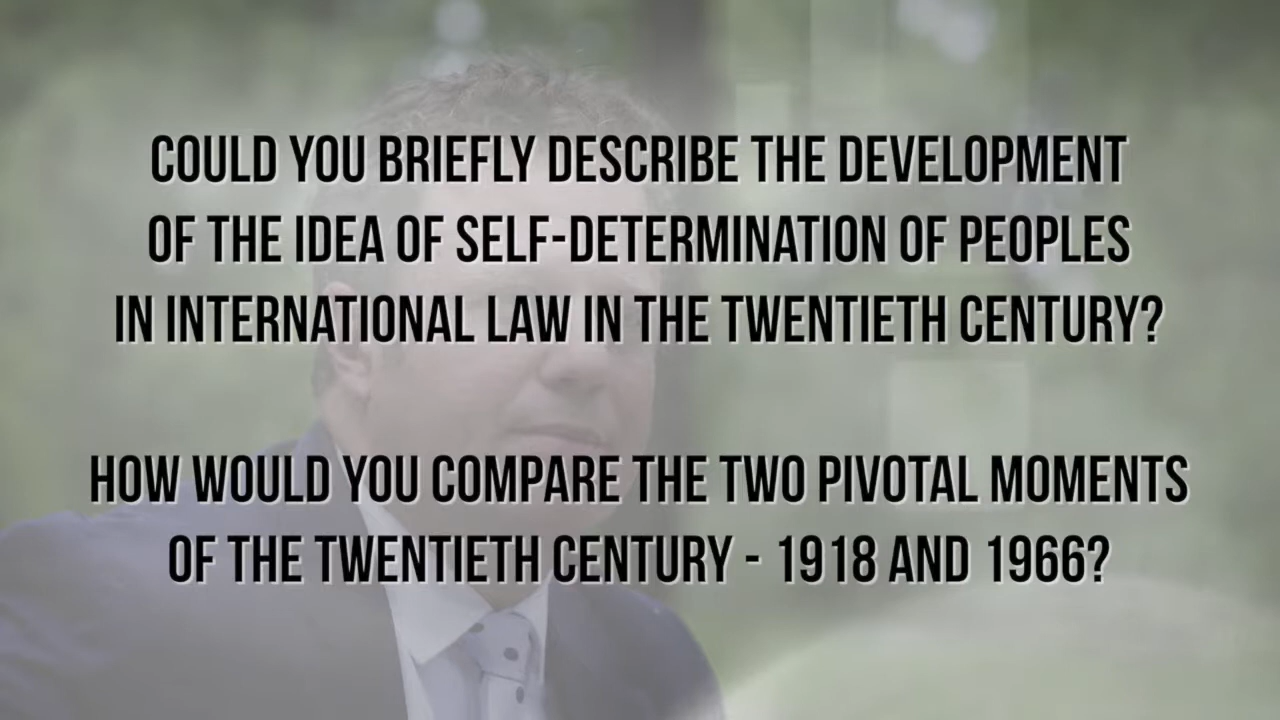 COULD YOU BRIEFLY DESCRIBE THE DEVELOPMENT
OF THE IDEA OF SELF-DETERMINATION OF PEOPLES
IN INTERNATIONAL LAW IN THE TWENTIETH CENTURY?
HOW WOULD YOU COMPARE THE TWO PIVOTAL MOMENTS
OF THE TWENTIETH CENTURY - 1918 AND 1966?